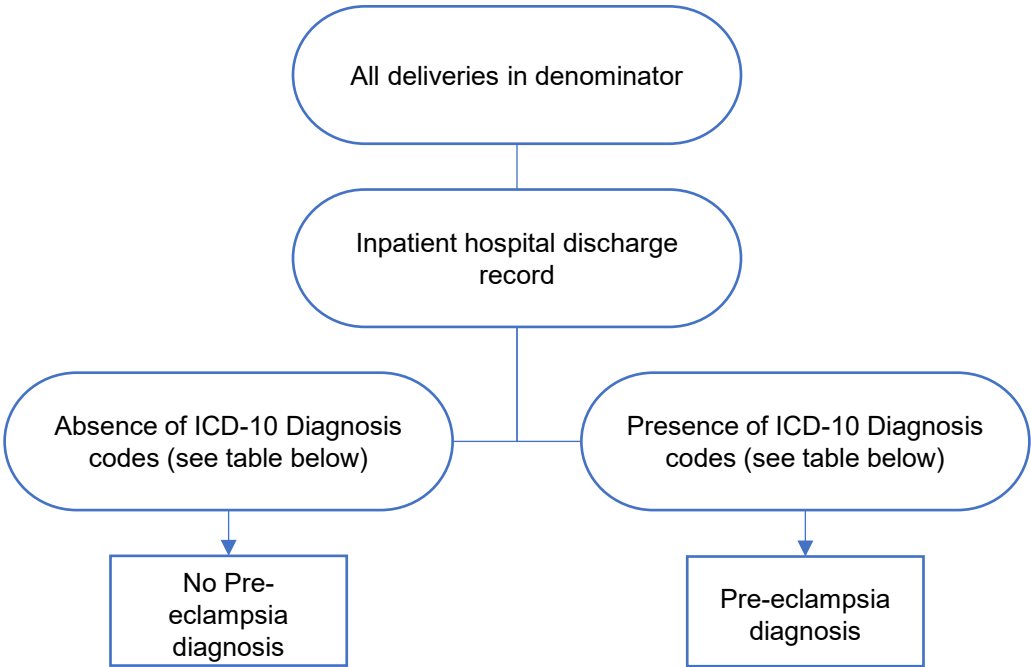 All deliveries in denominator
Inpatient hospital discharge
record
Absence of ICD-10 Diagnosis
codes (see table below)
Presence of ICD-10 Diagnosis
codes (see table below)
No Pre-
eclampsia
diagnosis
Pre-eclampsia
diagnosis